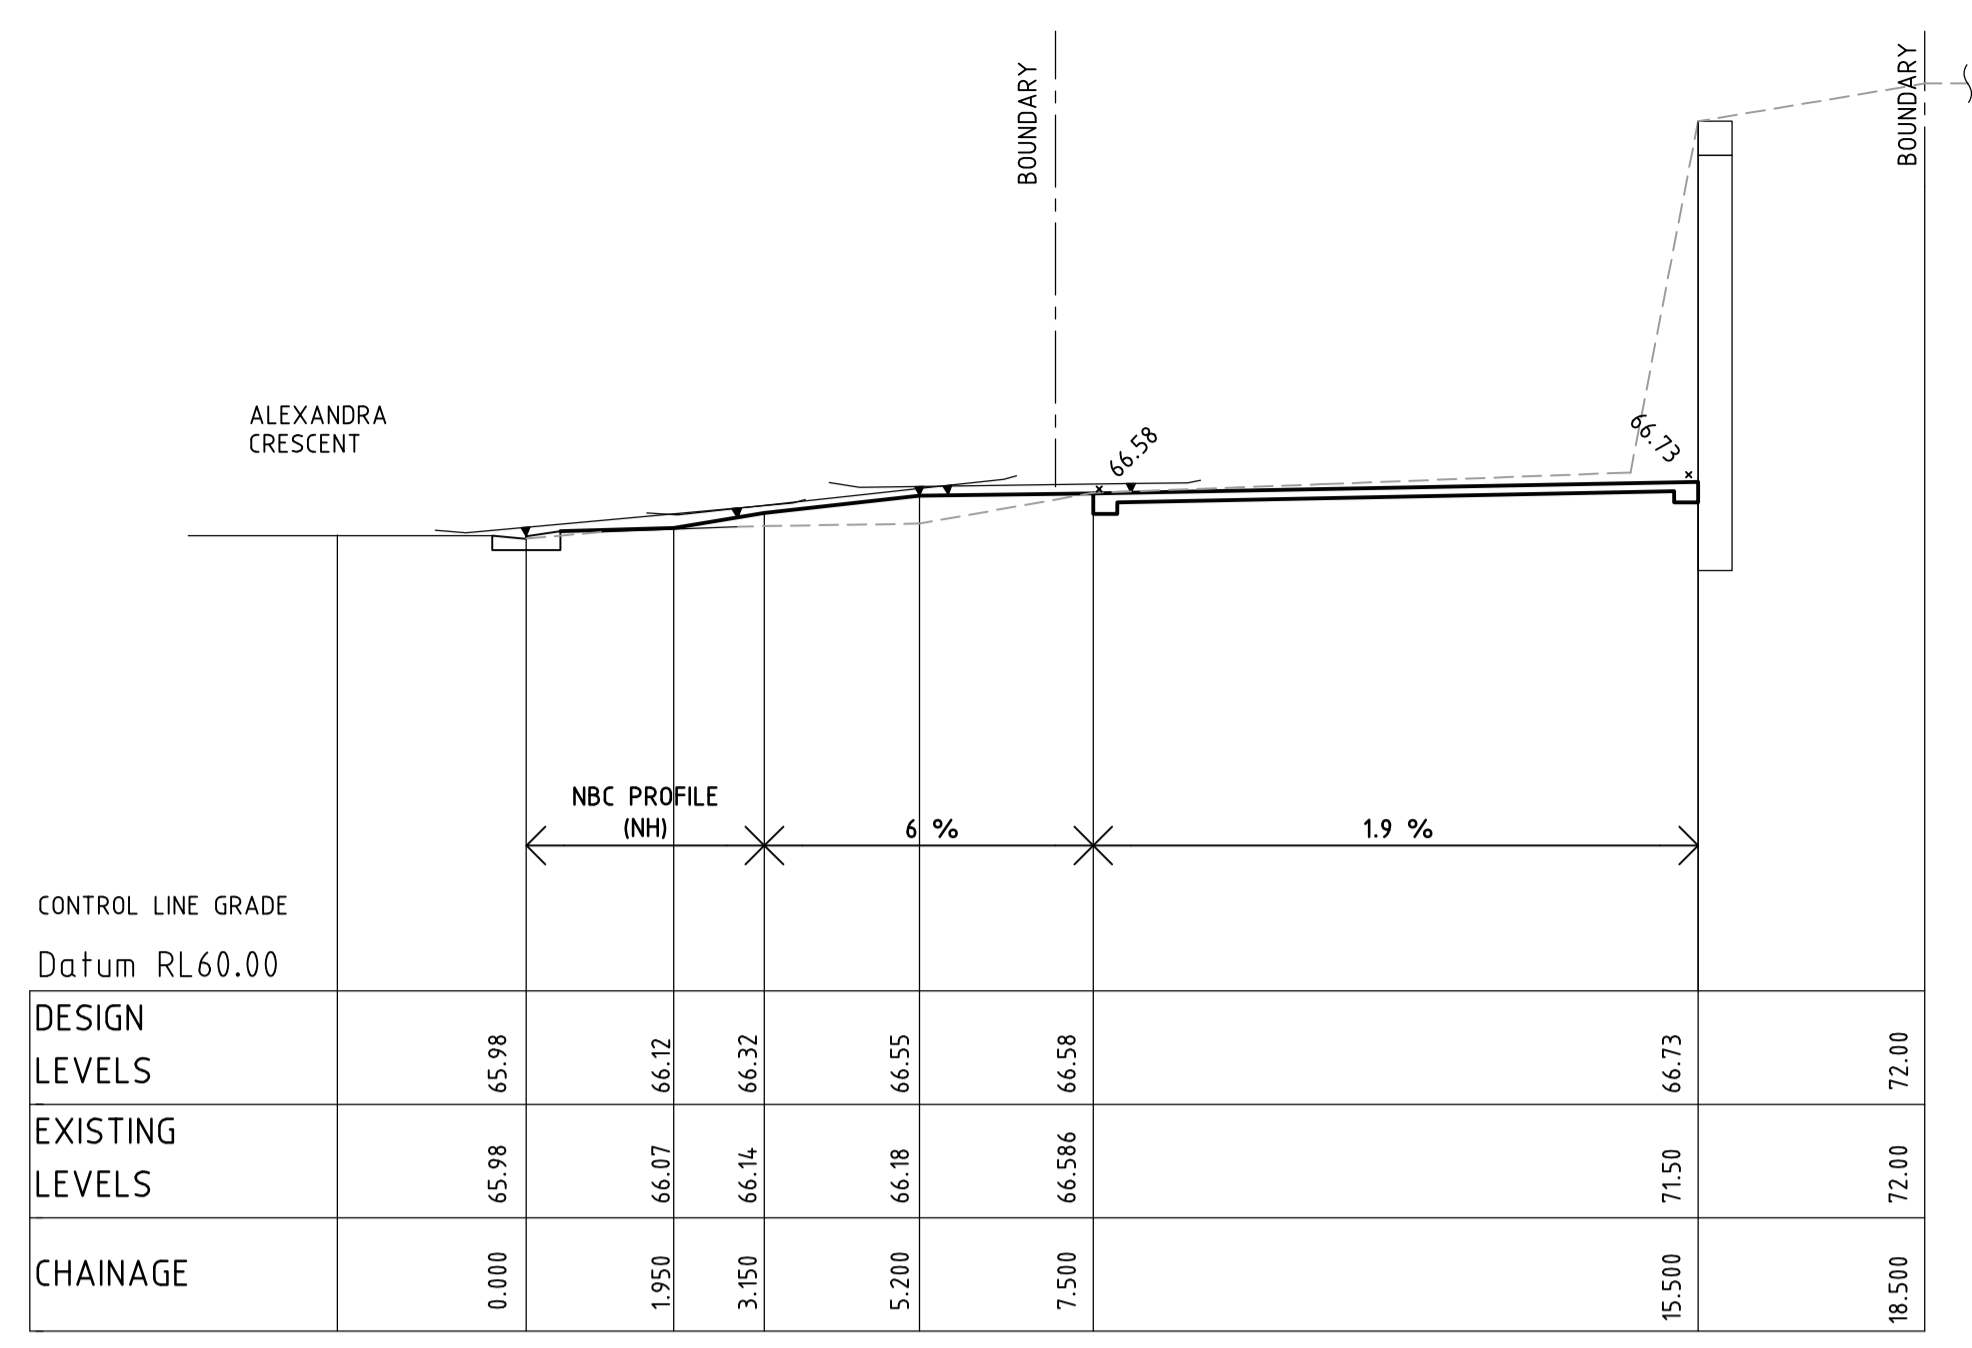 BOUNDARY
BOUNDARY
ALEXANDRA
CRESCENT
66.58
66.73
NBC PROFILE
(NH)
6 %
1.9 %
CONTROL LINE GRADE
Datum RL60.00
DESIGN
LEVELS
65.98
66.12
66.32
66.55
66.58
66.73
72.00
EXISTING
LEVELS
65.98
66.07
66.14
66.18
66.586
71.50
72.00
CHAINAGE
0.000
1.950
3.150
5.200
7.500
15.500
18.500